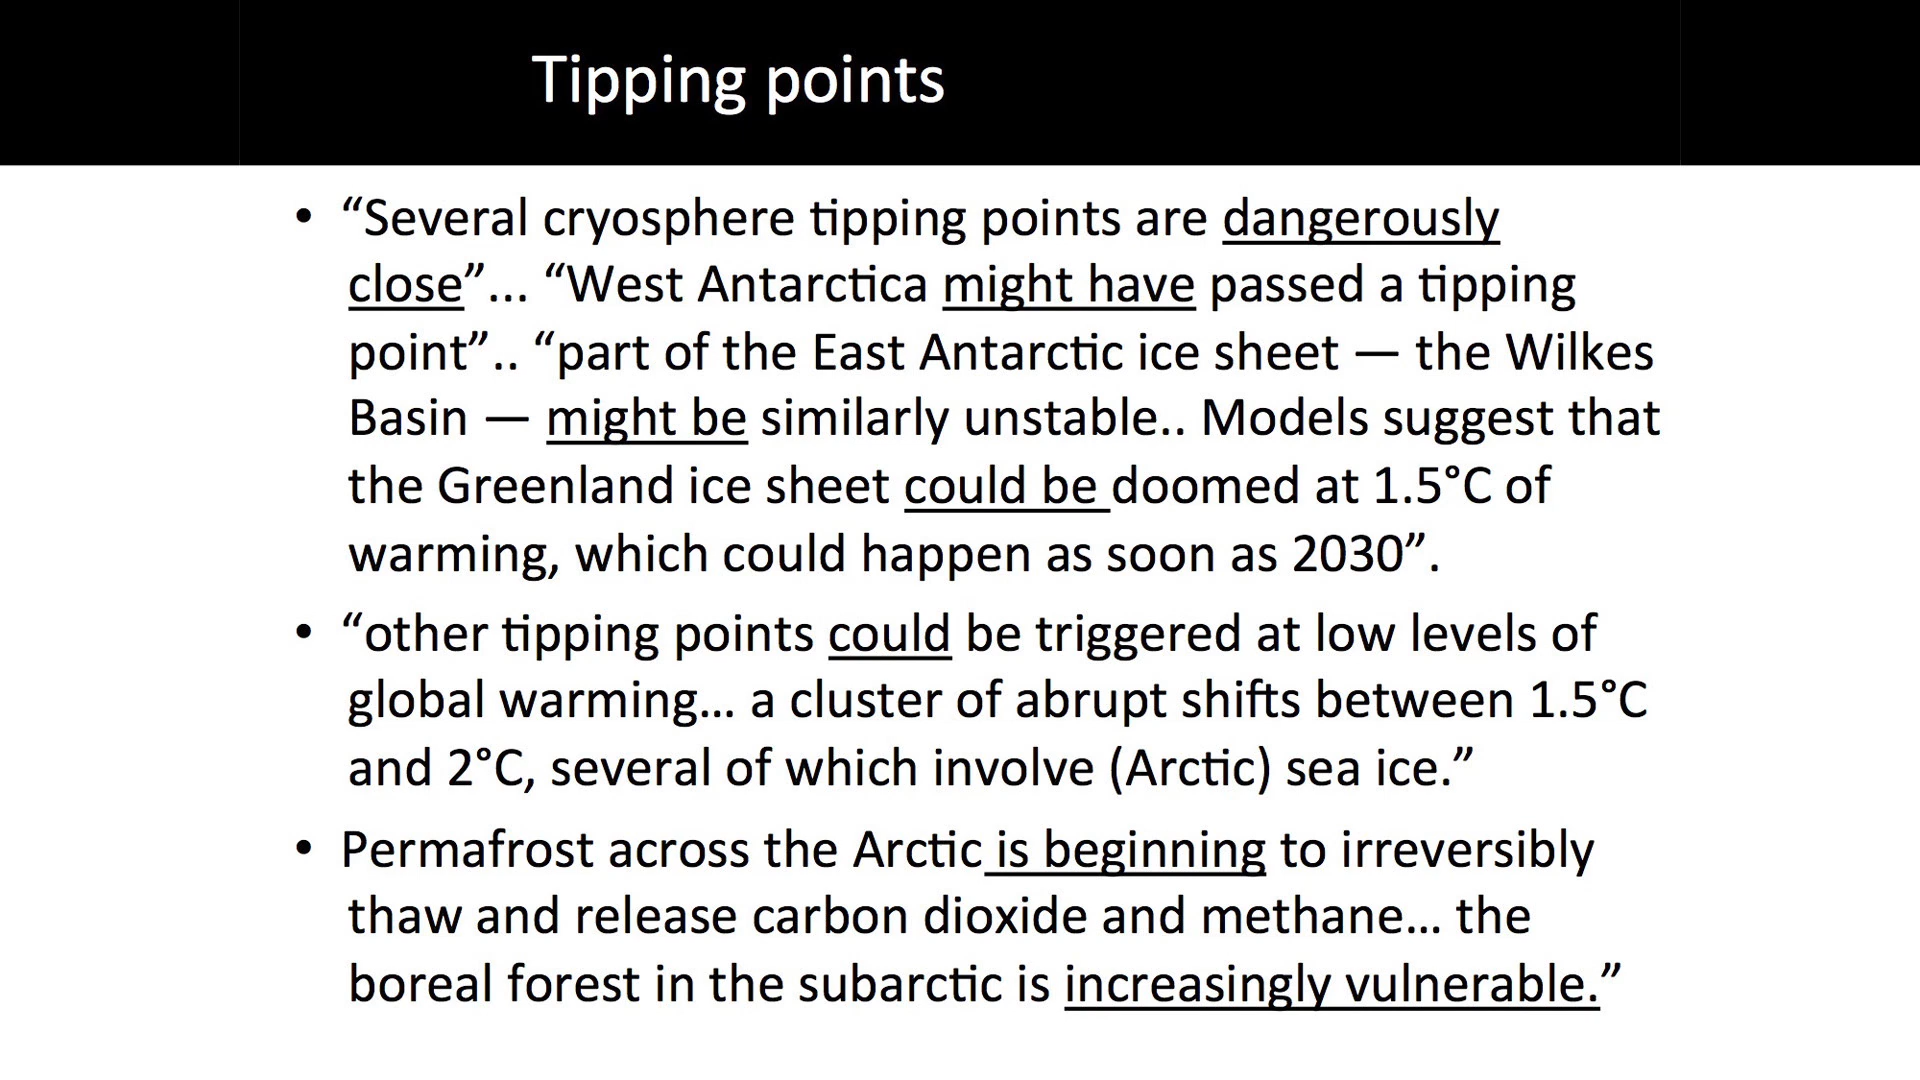 Tipping points
• “Several cryosphere tipping points are dangerously
close”... “West Antarctica might have passed a tipping
point”.. “part of the East Antarctic ice sheet — the Wilkes
Basin — might be similarly unstable.. Models suggest that
the Greenland ice sheet could be doomed at 1.5°C of
warming, which could happen as soon as 2030”.
• “other tipping points could be triggered at low levels of
global warming… a cluster of abrupt shifts between 1.5°C
and 2°C, several of which involve (Arctic) sea ice.”
• Permafrost across the Arctic is beginning to irreversibly
thaw and release carbon dioxide and methane… the
boreal forest in the subarctic is increasingly vulnerable.”